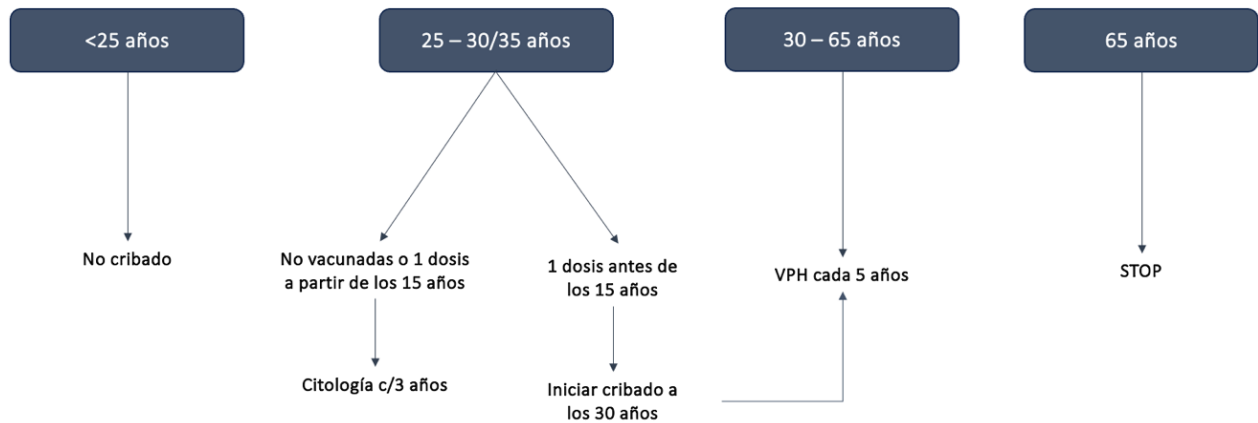 <25 años
25 – 30/35 años
30 – 65 años
65 años
No cribado
No vacunadas o 1 dosis
a partir de los 15 años
1 dosis antes de
los 15 años
VPH cada 5 años
STOP
Citología c/3 años
Iniciar cribado a
los 30 años